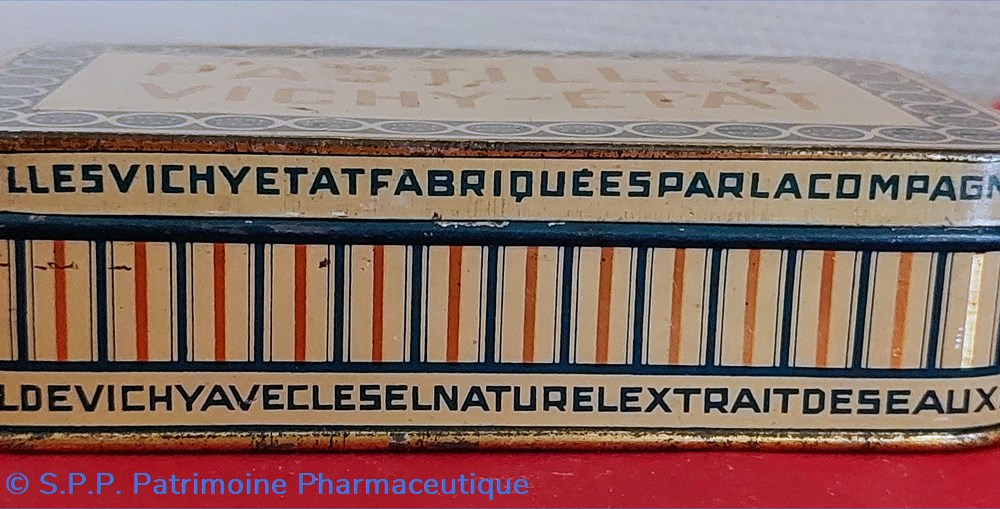 PASTILLES
VICHY-ETAT
LLESVICHYETATFABRIQUÉESPARLACOMPAGN
LDEVICHYAVECLESELNATURELEXTRAITDESEAUX
© S.P.P. Patrimoine Pharmaceutique